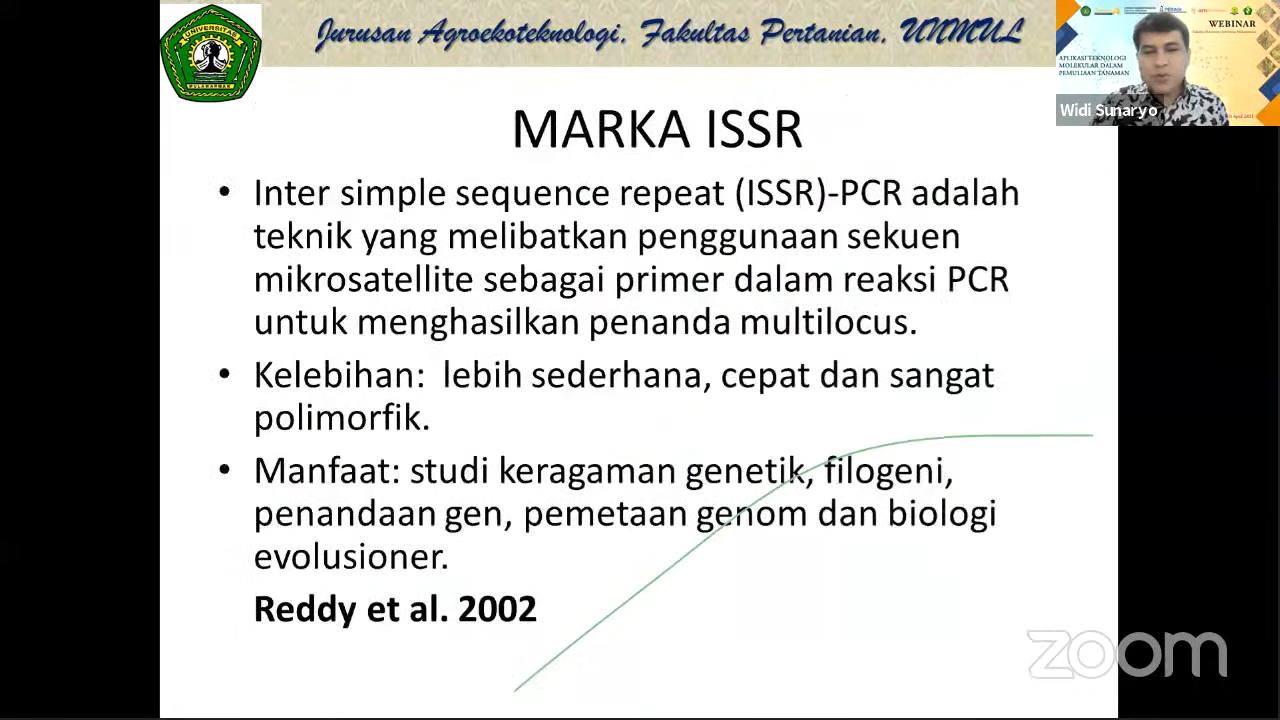 UNIVERSITAS
MULAWARMAN
Jurusan Agroekoteknologi, Fakultas Pertanian, UNMUL
WEBINAR
APLIKASI TEKNOLOGI
MOLEKULAR DALAM
PEMULIAAN TANAMAN
Widi Sunaryo
MARKA ISSR
• Inter simple sequence repeat (ISSR)-PCR adalah
teknik yang melibatkan penggunaan sekuen
mikrosatellite sebagai primer dalam reaksi PCR
untuk menghasilkan penanda multilocus.
• Kelebihan: lebih sederhana, cepat dan sangat
polimorfik.
• Manfaat: studi keragaman genetik, filogeni,
penandaan gen, pemetaan genom dan biologi
evolusioner.
Reddy et al. 2002
zoom